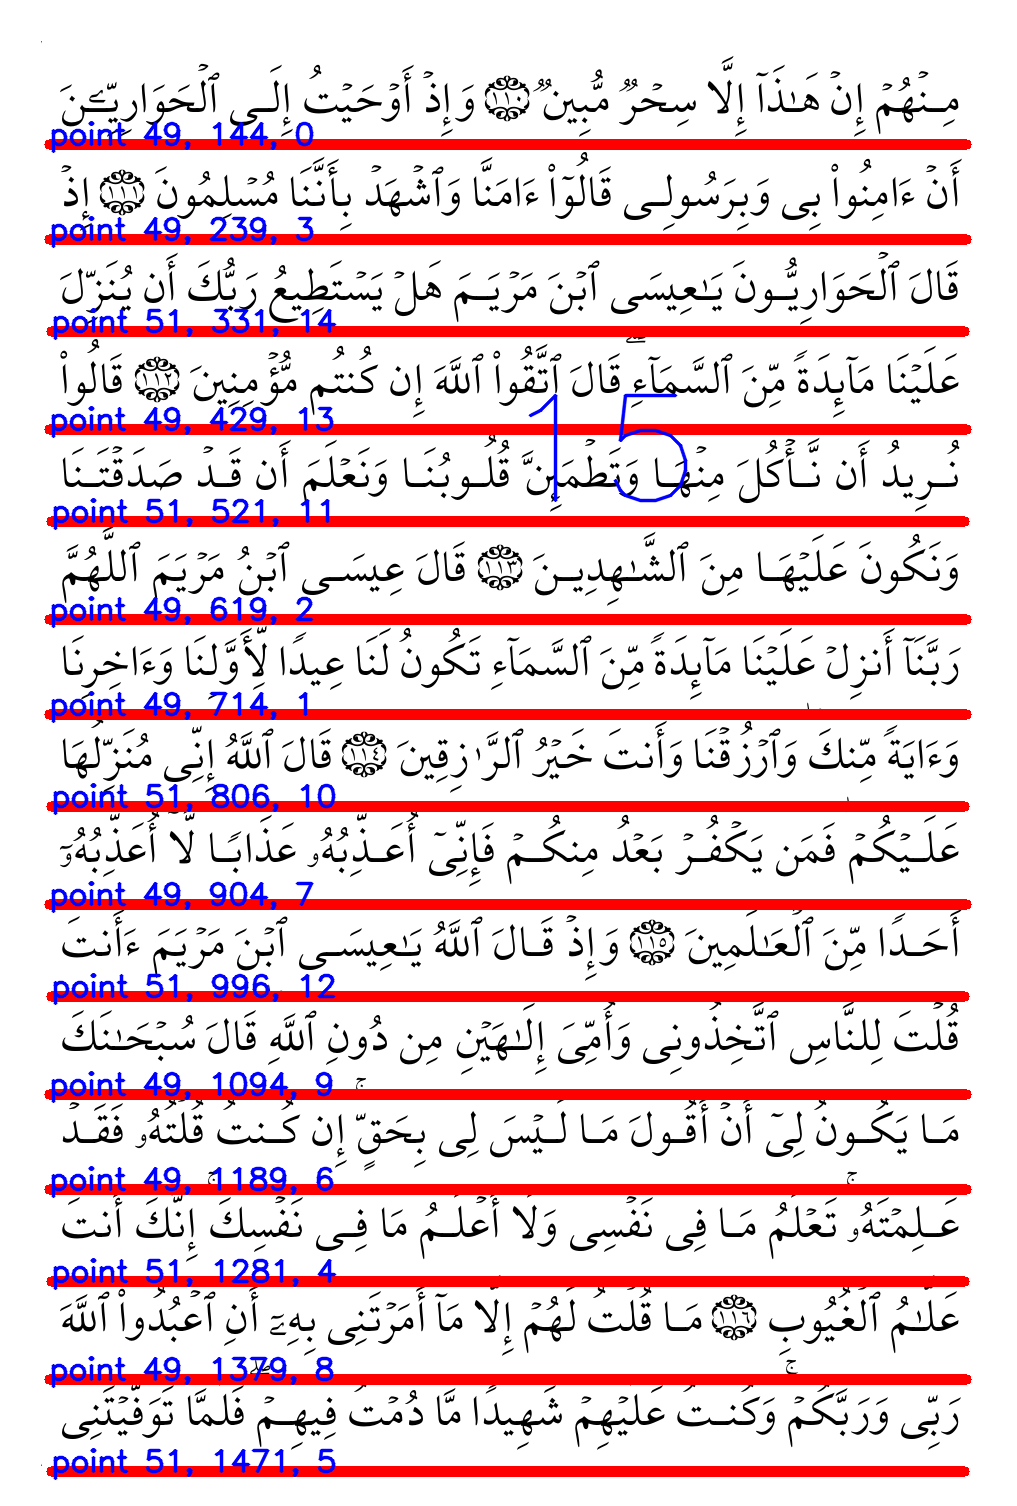 مِنْهُمْ إِنْ هَـٰذَآ إِلَّا سِحْرٌ مُّبِينٌ ١١٠ وَإِذْ أَوْحَيْتُ إِلَى ٱلْحَوَارِيِّـۧنَ
point 49, 144, 0
أَنْ ءَامِنُوا۟ بِى وَبِرَسُولِى قَالُوٓا۟ ءَامَنَّا وَٱشْهَدْ بِأَنَّنَا مُسْلِمُونَ ١١١ إِذْ
point 49, 239, 3
قَالَ ٱلْحَوَارِيُّونَ يَـٰعِيسَى ٱبْنَ مَرْيَمَ هَلْ يَسْتَطِيعُ رَبُّكَ أَن يُنَزِّلَ
point 51, 331, 14
عَلَيْنَا مَآئِدَةً مِّنَ ٱلسَّمَآءِ ۖ قَالَ ٱتَّقُوا۟ ٱللَّهَ إِن كُنتُم مُّؤْمِنِينَ ١١٢ قَالُوا۟
15
point 49, 429, 13
نُرِيدُ أَن نَّأْكُلَ مِنْهَا وَتَطْمَئِنَّ قُلُوبُنَا وَنَعْلَمَ أَن قَدْ صَدَقْتَنَا
point 51, 521, 11
وَنَكُونَ عَلَيْهَا مِنَ ٱلشَّـٰهِدِينَ ١١٣ قَالَ عِيسَى ٱبْنُ مَرْيَمَ ٱللَّهُمَّ
point 49, 619, 2
رَبَّنَآ أَنزِلْ عَلَيْنَا مَآئِدَةً مِّنَ ٱلسَّمَآءِ تَكُونُ لَنَا عِيدًا لِّأَوَّلِنَا وَءَاخِرِنَا
point 49, 714, 1
وَءَايَةً مِّنكَ ۖ وَٱرْزُقْنَا وَأَنتَ خَيْرُ ٱلرَّٰزِقِينَ ١١٤ قَالَ ٱللَّهُ إِنِّى مُنَزِّلُهَا
point 51, 806, 10
عَلَيْكُمْ ۖ فَمَن يَكْفُرْ بَعْدُ مِنكُمْ فَإِنِّىٓ أُعَذِّبُهُۥ عَذَابًا لَّآ أُعَذِّبُهُۥٓ
point 49, 904, 7
أَحَدًا مِّنَ ٱلْعَـٰلَمِينَ ١١٥ وَإِذْ قَالَ ٱللَّهُ يَـٰعِيسَى ٱبْنَ مَرْيَمَ ءَأَنتَ
point 51, 996, 12
قُلْتَ لِلنَّاسِ ٱتَّخِذُونِى وَأُمِّىَ إِلَـٰهَيْنِ مِن دُونِ ٱللَّهِ ۖ قَالَ سُبْحَـٰنَكَ
point 49, 1094, 9
مَا يَكُونُ لِىٓ أَنْ أَقُولَ مَا لَيْسَ لِى بِحَقٍّ ۚ إِن كُنتُ قُلْتُهُۥ فَقَدْ
point 49, 1189, 6
عَلِمْتَهُۥ ۚ تَعْلَمُ مَا فِى نَفْسِى وَلَآ أَعْلَمُ مَا فِى نَفْسِكَ ۚ إِنَّكَ أَنتَ
point 51, 1281, 4
عَلَّـٰمُ ٱلْغُيُوبِ ١١٦ مَا قُلْتُ لَهُمْ إِلَّا مَآ أَمَرْتَنِى بِهِۦٓ أَنِ ٱعْبُدُوا۟ ٱللَّهَ
point 49, 1379, 8
رَبِّى وَرَبَّكُمْ ۚ وَكُنتُ عَلَيْهِمْ شَهِيدًا مَّا دُمْتُ فِيهِمْ ۖ فَلَمَّا تَوَفَّيْتَنِى
point 51, 1471, 5